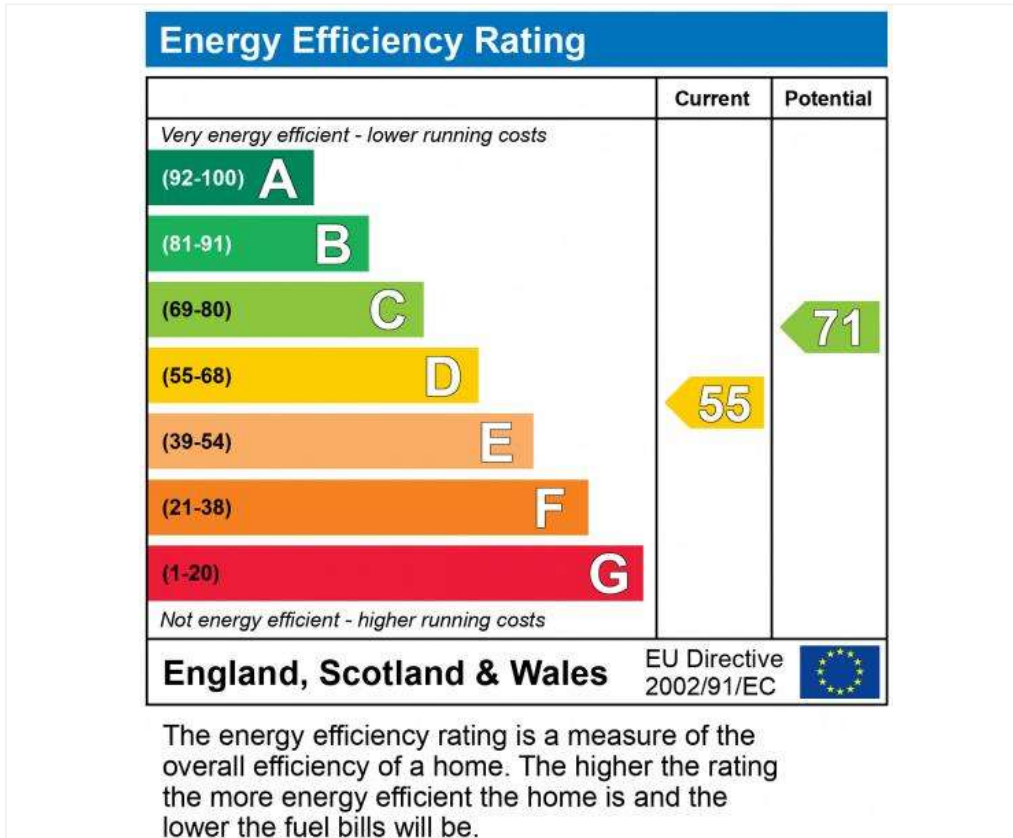 Energy Efficiency Rating
Current Potential
Very energy efficient - lower running costs
(92-100) A
(81-91) B
(69-80) C
71
(55-68) D
55
(39-54) E
(21-38) F
(1-20) G
Not energy efficient - higher running costs
England, Scotland & Wales
EU Directive
2002/91/EC
The energy efficiency rating is a measure of the
overall efficiency of a home. The higher the rating
the more energy efficient the home is and the
lower the fuel bills will be.